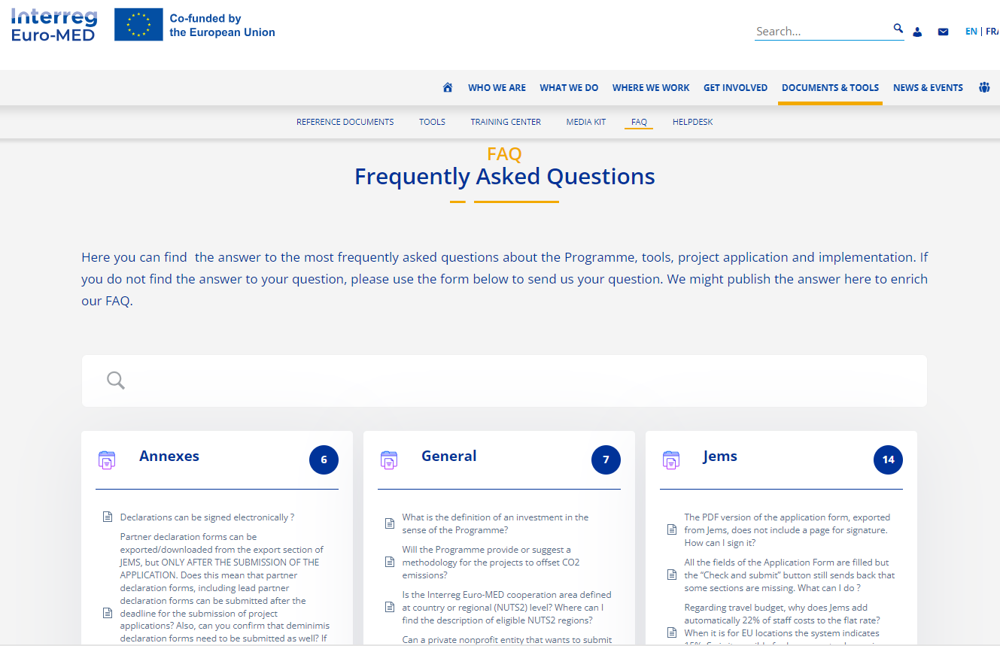 Interreg
Euro-MED
Co-funded by
the European Union
Search...
EN | FRA
WHO WE ARE
WHAT WE DO
WHERE WE WORK
GET INVOLVED
DOCUMENTS & TOOLS
NEWS & EVENTS
REFERENCE DOCUMENTS
TOOLS
TRAINING CENTER
MEDIA KIT
FAQ
HELPDESK
FAQ
Frequently Asked Questions
Here you can find the answer to the most frequently asked questions about the Programme, tools, project application and implementation. If
you do not find the answer to your question, please use the form below to send us your question. We might publish the answer here to enrich
our FAQ.
Annexes
6
Declarations can be signed electronically ?
Partner declaration forms can be
exported/downloaded from the export section of
JEMS, but ONLY AFTER THE SUBMISSION OF THE
APPLICATION. Does this mean that partner
declaration forms, including lead partner
declaration forms can be submitted after the
deadline for the submission of project
applications? Also, can you confirm that deminimis
declaration forms need to be submitted as well? If
General
7
What is the definition of an investment in the
sense of the Programme?
Will the Programme provide or suggest a
methodology for the projects to offset CO2
emissions?
Is the Interreg Euro-MED cooperation area defined
at country or regional (NUTS2) level? Where can I
find the description of eligible NUTS2 regions?
Can a private nonprofit entity that wants to submit
Jems
14
The PDF version of the application form, exported
from Jems, does not include a page for signature.
How can I sign it?
All the fields of the Application Form are filled but
the “Check and submit” button still sends back that
some sections are missing. What can I do ?
Regarding travel budget, why does Jems add
automatically 22% of staff costs to the flat rate?
When it is for EU locations the system indicates